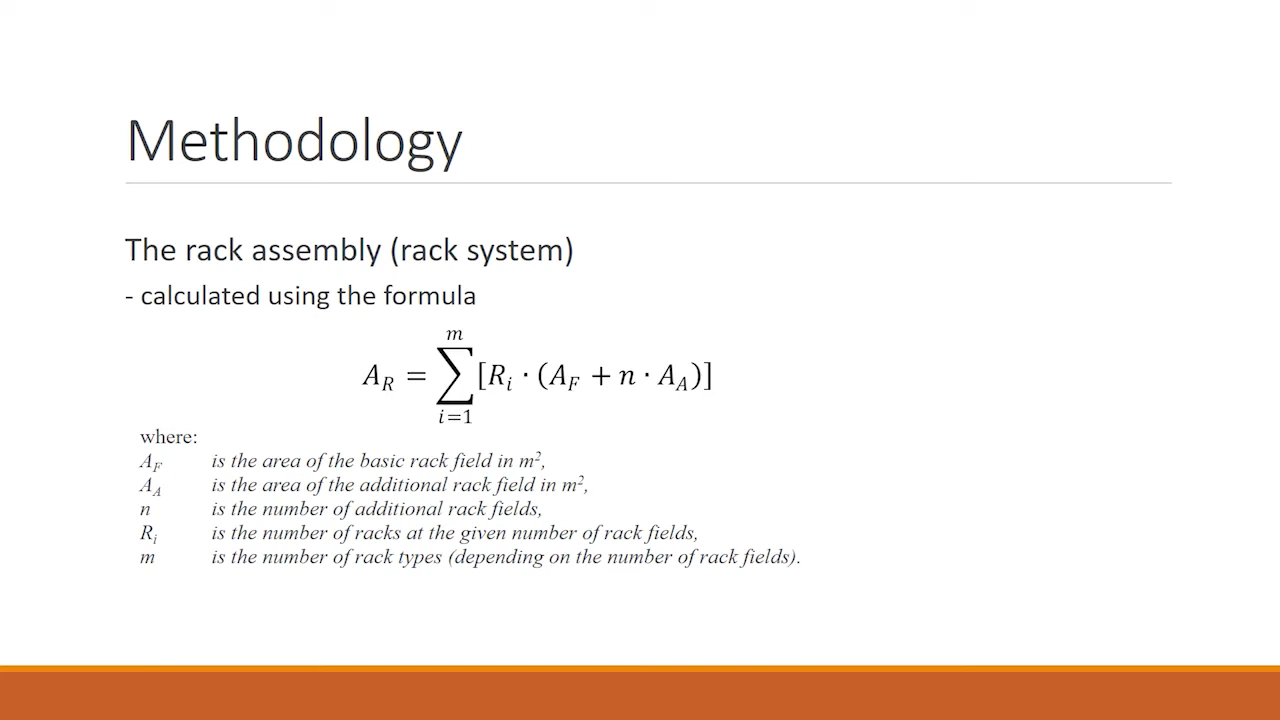 Methodology
The rack assembly (rack system)
- calculated using the formula
$A_R = \sum_{i=1}^{m} [R_i \cdot (A_F + n \cdot A_A)]$
where:
$A_F$ is the area of the basic rack field in m²,
$A_A$ is the area of the additional rack field in m²,
n is the number of additional rack fields,
$R_i$ is the number of racks at the given number of rack fields,
m is the number of rack types (depending on the number of rack fields).